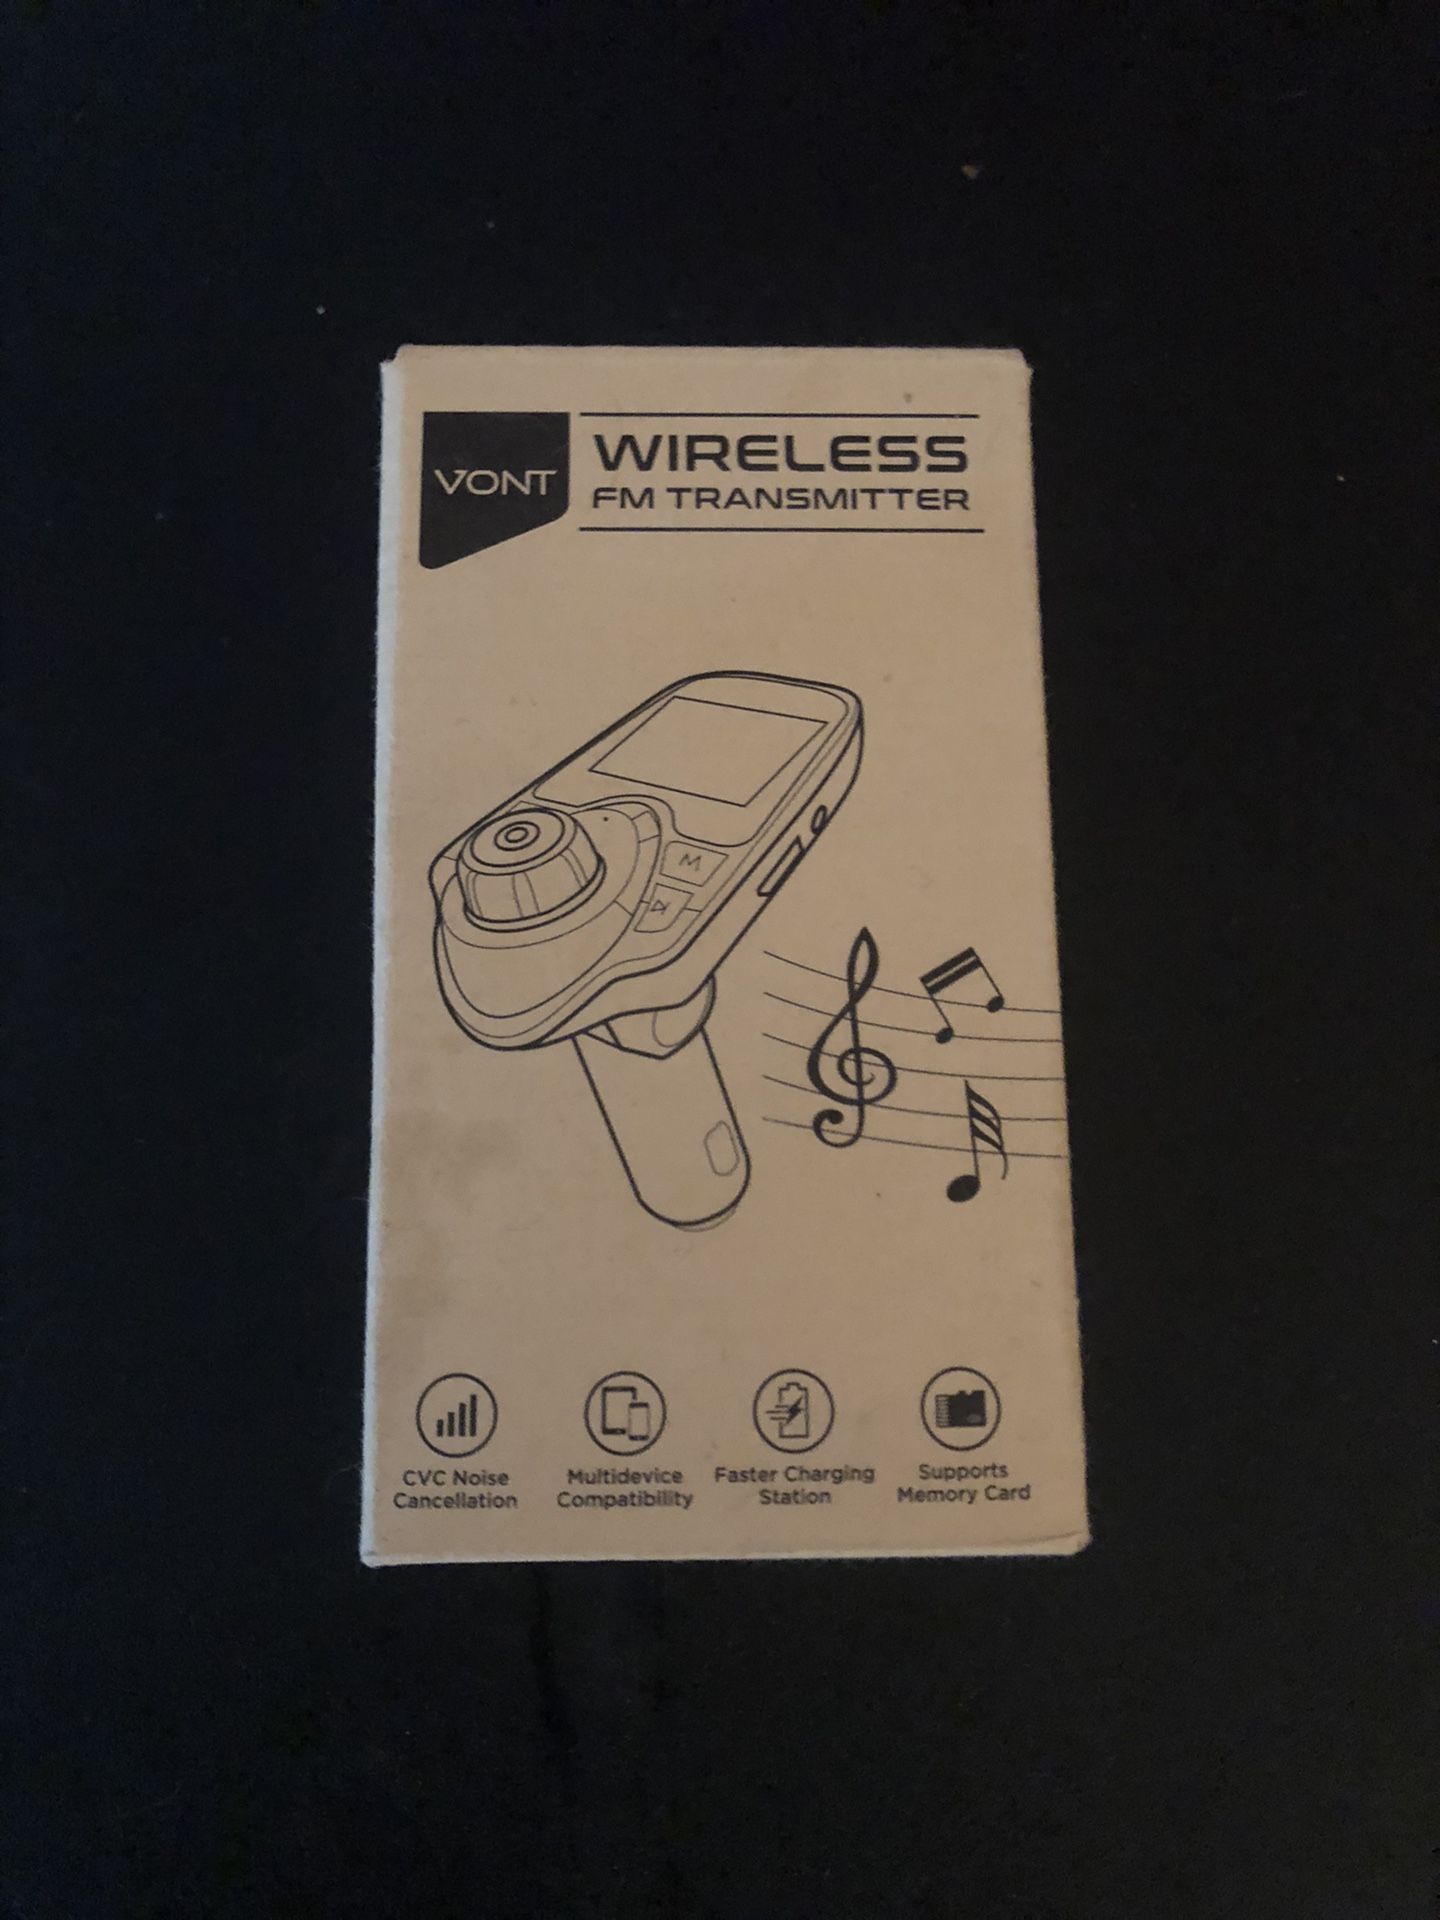 VONT
WIRELESS
FM TRANSMITTER
M
CVC Noise
Cancellation
Multidevice
Compatibility
Faster Charging
Station
Supports
Memory Card